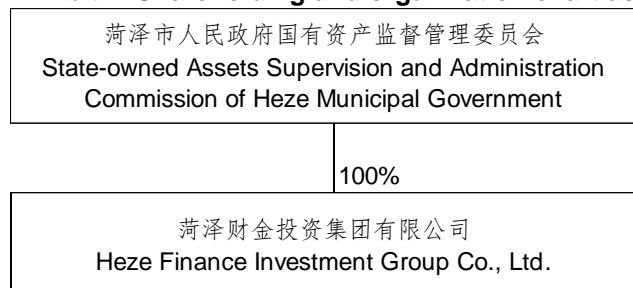 菏泽市人民政府国有资产监督管理委员会
State-owned Assets Supervision and Administration
Commission of Heze Municipal Government
100%
菏泽财金投资集团有限公司
Heze Finance Investment Group Co., Ltd.